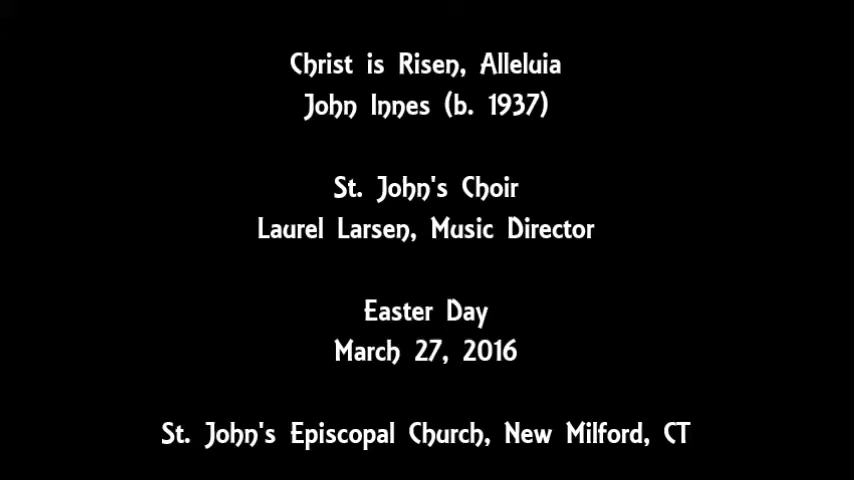 Christ is Risen, Alleluia
John Innes (b. 1937)
St. John's Choir
Laurel Larsen, Music Director
Easter Day
March 27, 2016
St. John's Episcopal Church, New Milford, CT